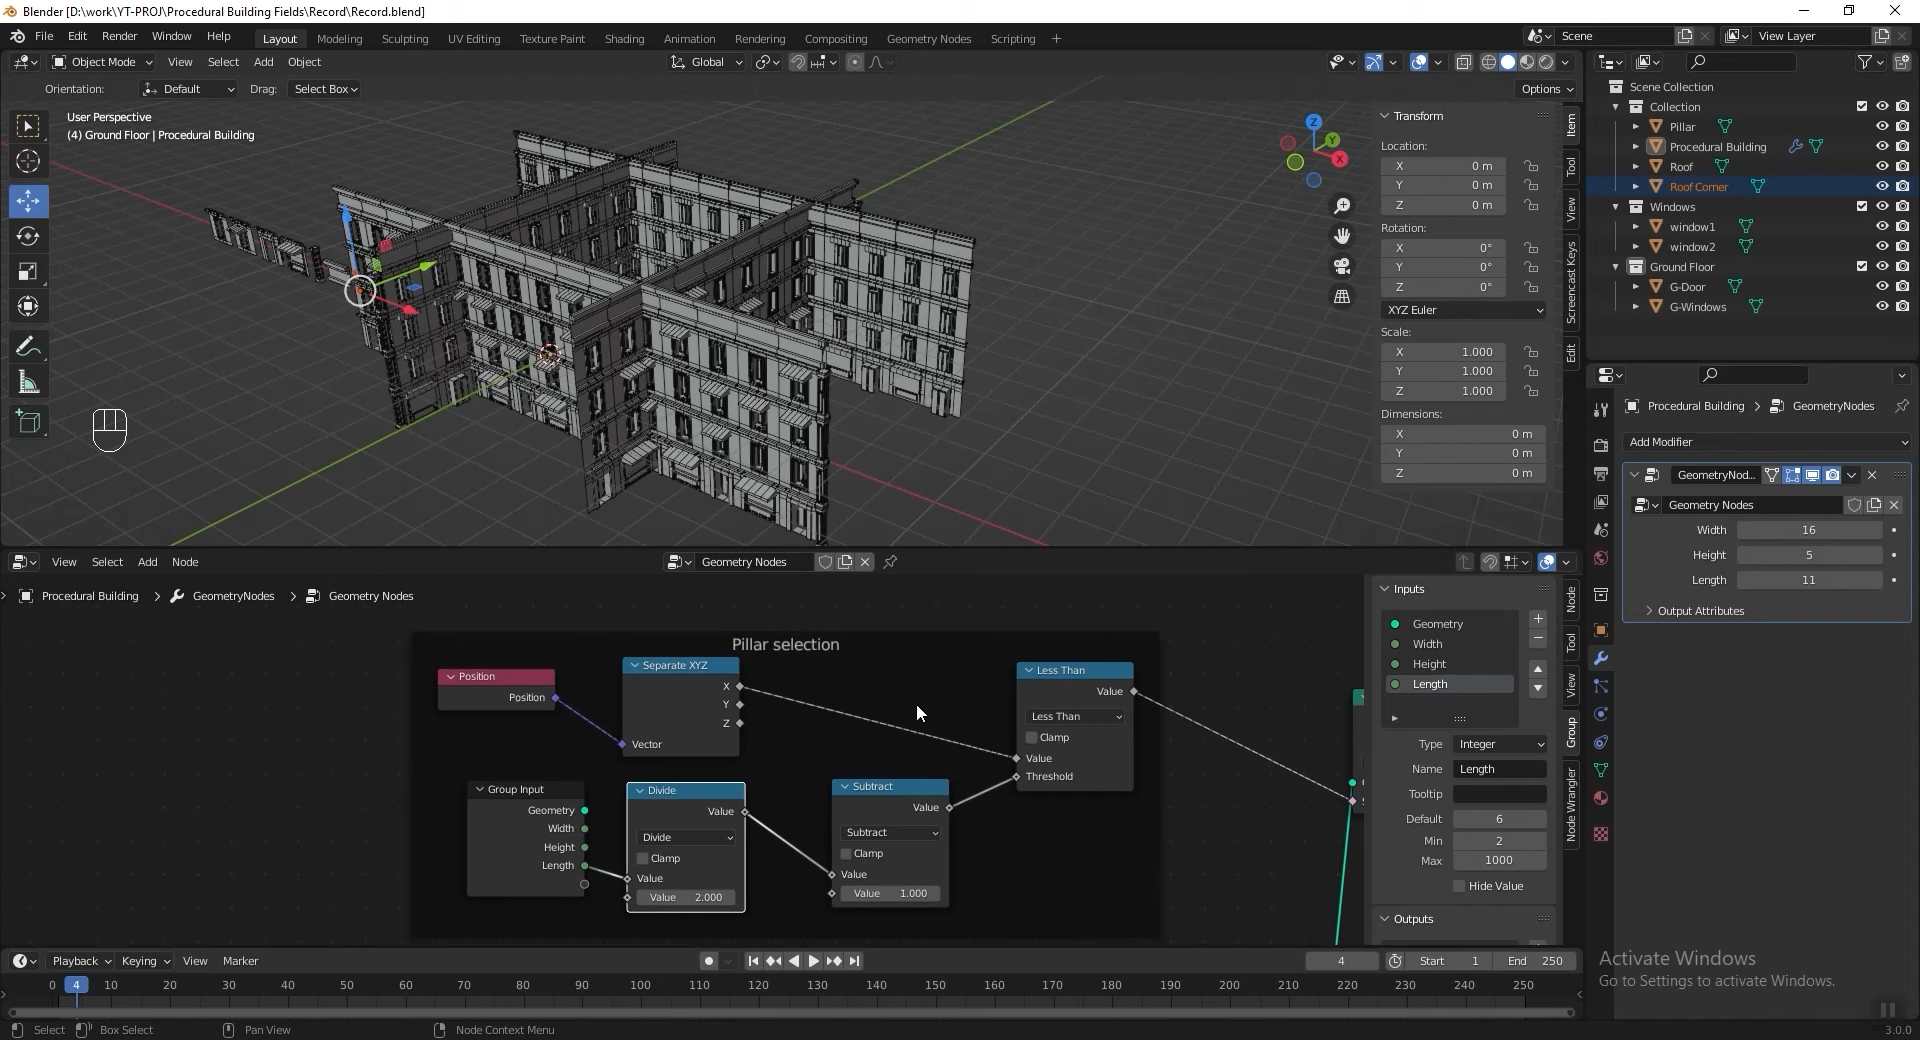 Blender [D:\work\YT-PROJ\Procedural Building Fields\Record\Record.blend]
File Edit Render Window Help Layout Modeling Sculpting UV Editing Texture Paint Shading Animation Rendering Compositing Geometry Nodes Scripting + Scene View Layer
Object Mode View Select Add Object Global
Orientation: Default Drag: Select Box Options
User Perspective
(4) Ground Floor | Procedural Building
Z
Y
X
Transform
Location:
X 0 m
Y 0 m
Z 0 m
Rotation:
X 0°
Y 0°
Z 0°
XYZ Euler
Scale:
X 1.000
Y 1.000
Z 1.000
Dimensions:
X 0 m
Y 0 m
Z 0 m
Item
Tool
View
Screencast Keys
Edit
Scene Collection
Collection
Pillar
Procedural Building
Roof
Roof Corner
Windows
window1
window2
Ground Floor
G-Door
G-Windows
Procedural Building > GeometryNodes
Add Modifier
GeometryNod...
Geometry Nodes
Width 16
Height 5
Length 11
Output Attributes
View Select Add Node Geometry Nodes
Procedural Building > GeometryNodes > Geometry Nodes
Pillar selection
Position
Position
Separate XYZ
X
Y
Z
Vector
Less Than
Value
Less Than
Clamp
Value
Threshold
Group Input
Geometry
Width
Height
Length
Divide
Value
Divide
Clamp
Value
Value 2.000
Subtract
Value
Subtract
Clamp
Value
Value 1.000
Inputs
Geometry
Width
Height
Length
Type Integer
Name Length
Tooltip
Default 6
Min 2
Max 1000
Hide Value
Outputs
Node
Tool
View
Group
Node Wrangler
Playback Keying View Marker 4 Start 1 End 250
0 4 10 20 30 40 50 60 70 80 90 100 110 120 130 140 150 160 170 180 190 200 210 220 230 240 250
Activate Windows
Go to Settings to activate Windows.
Select Box Select Pan View Node Context Menu 3.0.0